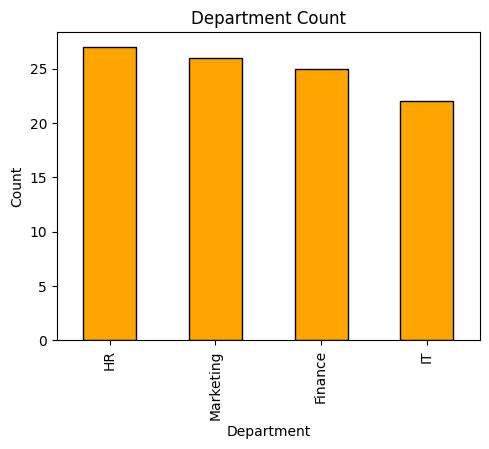 Department Count
Count
25
20
15
10
5
0
HR
Marketing
Finance
IT
Department